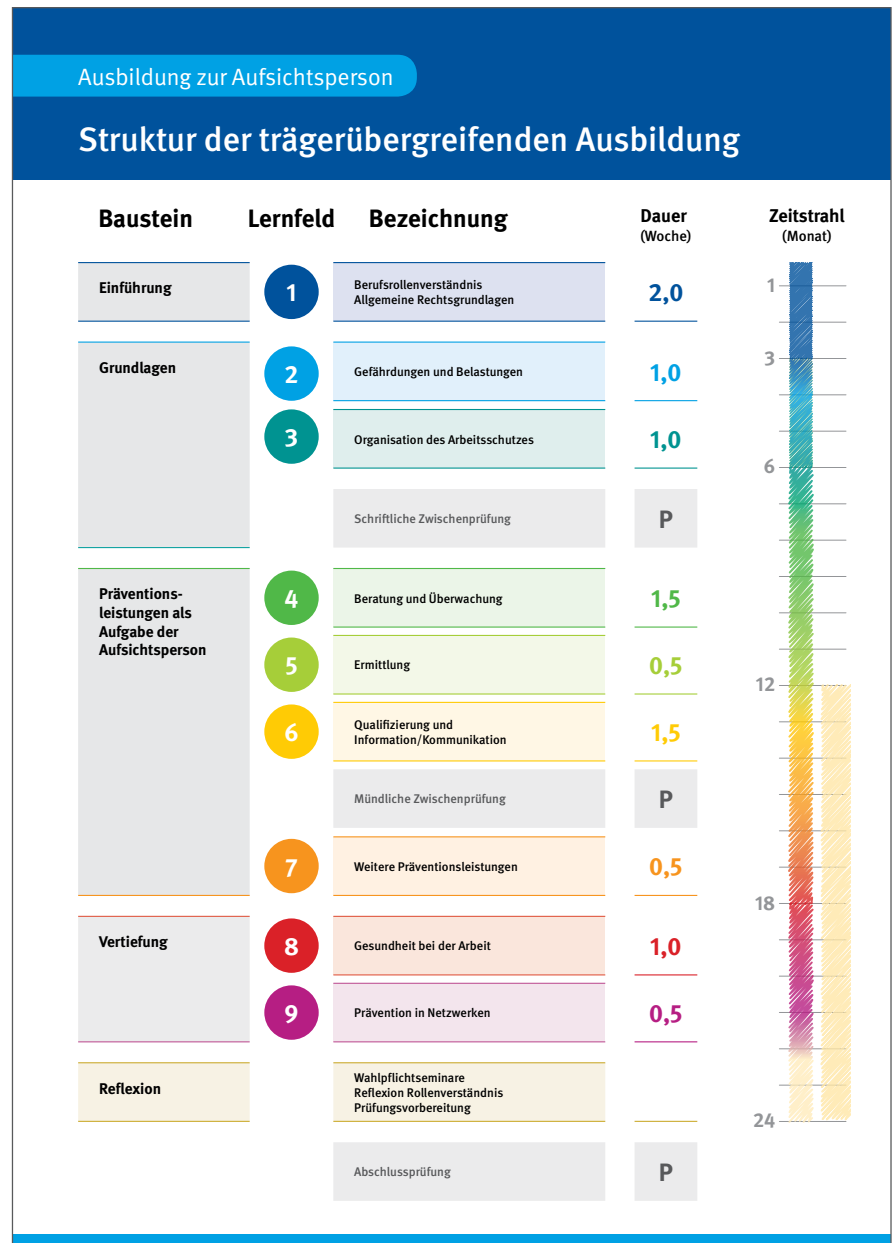 Ausbildung zur Aufsichtsperson
Struktur der trägerübergreifenden Ausbildung
Baustein Lernfeld Bezeichnung Dauer Zeitstrahl
(Woche) (Monat)
Einführung 1 Berufsrollenverständnis 2,0
Allgemeine Rechtsgrundlagen
Grundlagen 2 Gefährdungen und Belastungen 1,0
3 Organisation des Arbeitsschutzes 1,0
Schriftliche Zwischenprüfung P
Präventions-
leistungen als
Aufgabe der
Aufsichtsperson
4 Beratung und Überwachung 1,5
5 Ermittlung 0,5
6 Qualifizierung und 1,5
Information/Kommunikation
Mündliche Zwischenprüfung P
7 Weitere Präventionsleistungen 0,5
Vertiefung 8 Gesundheit bei der Arbeit 1,0
9 Prävention in Netzwerken 0,5
Reflexion
Wahlpflichtseminare
Reflexion Rollenverständnis
Prüfungsvorbereitung
Abschlussprüfung P
1
3
6
12
18
24